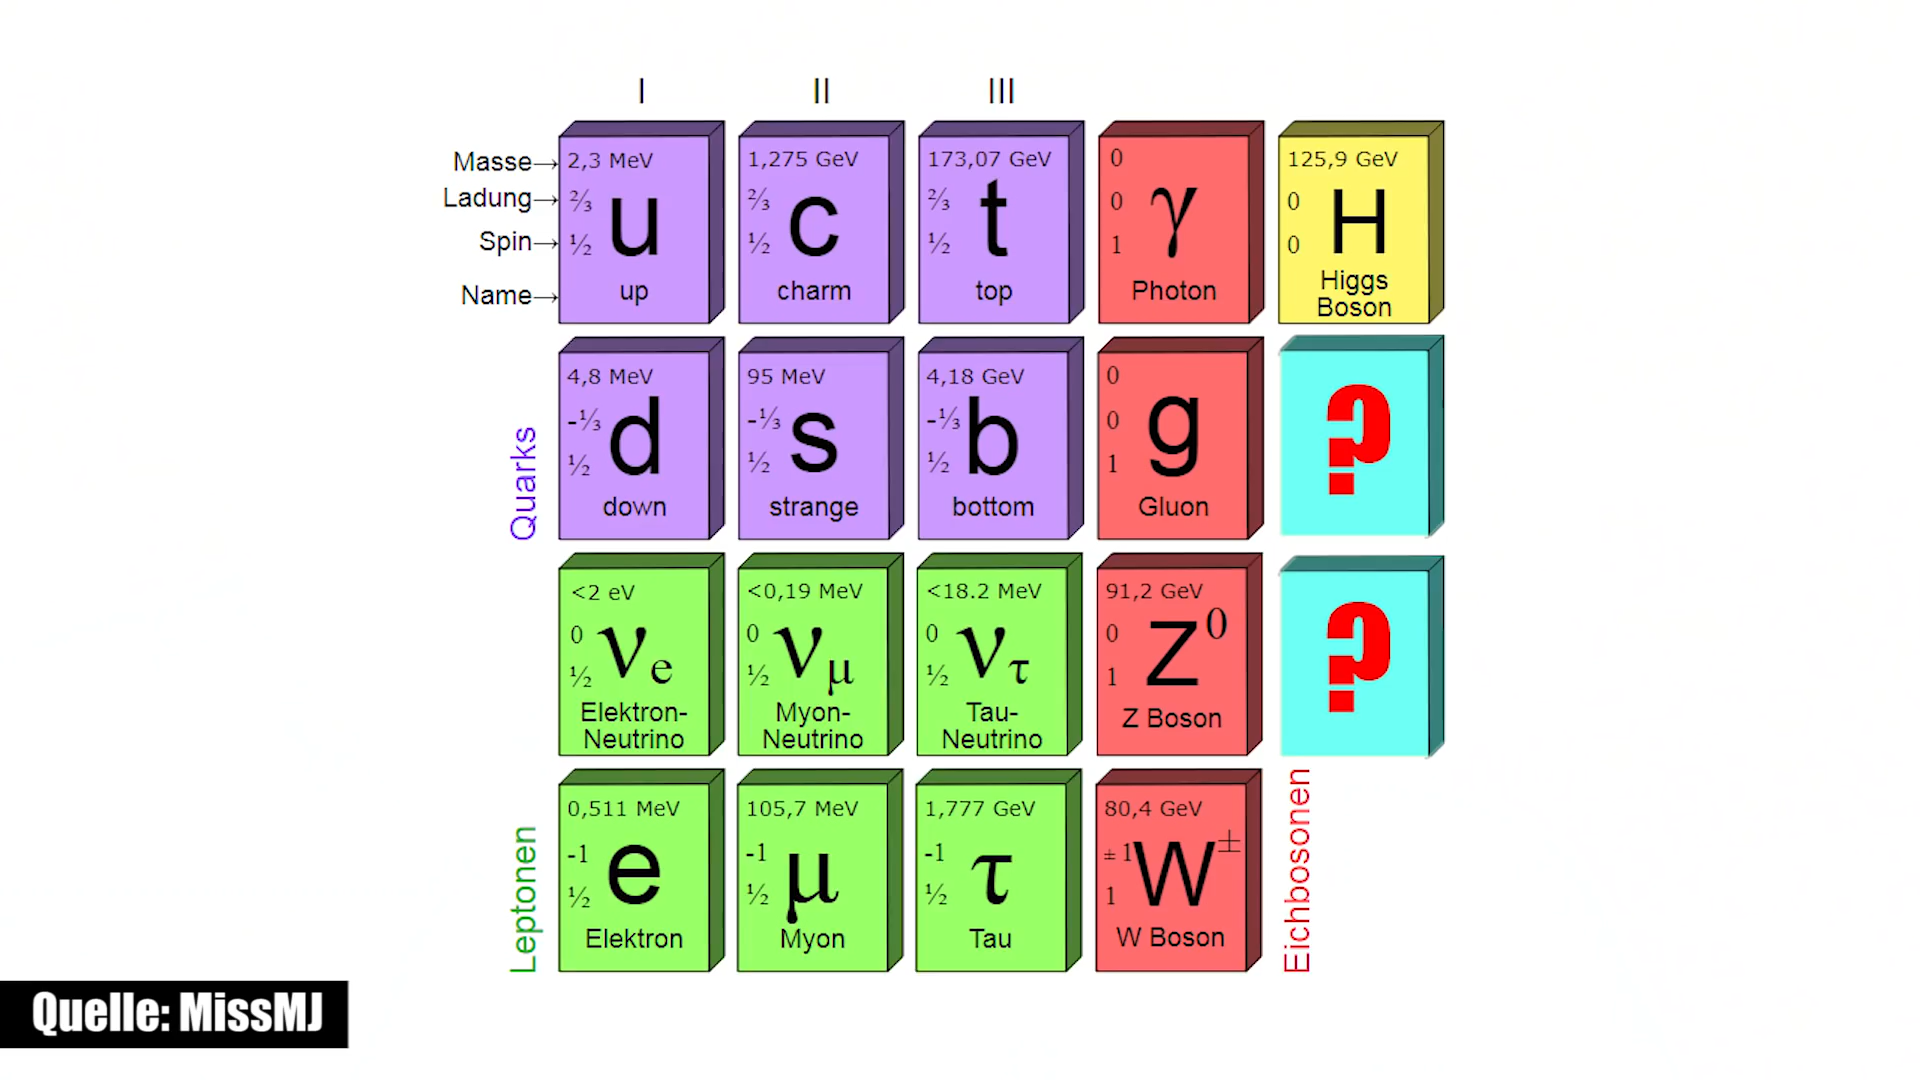 I II III
Masse→
Ladung→
Spin→
Name→
2,3 MeV
⅔
½
u
up
1,275 GeV
⅔
½
c
charm
173,07 GeV
⅔
½
t
top
0
0
1
γ
Photon
125,9 GeV
0
0
H
Higgs
Boson
Quarks
4,8 MeV
-⅓
½
d
down
95 MeV
-⅓
½
s
strange
4,18 GeV
-⅓
½
b
bottom
0
0
1
g
Gluon
?
<2 eV
0
½
νe
Elektron-
Neutrino
<0,19 MeV
0
½
νμ
Myon-
Neutrino
<18.2 MeV
0
½
ντ
Tau-
Neutrino
91,2 GeV
0
1
Z⁰
Z Boson
?
Leptonen
0,511 MeV
-1
½
e
Elektron
105,7 MeV
-1
½
μ
Myon
1,777 GeV
-1
½
τ
Tau
80,4 GeV
±1
1
W±
W Boson
Eichbosonen
Quelle: MissMJ